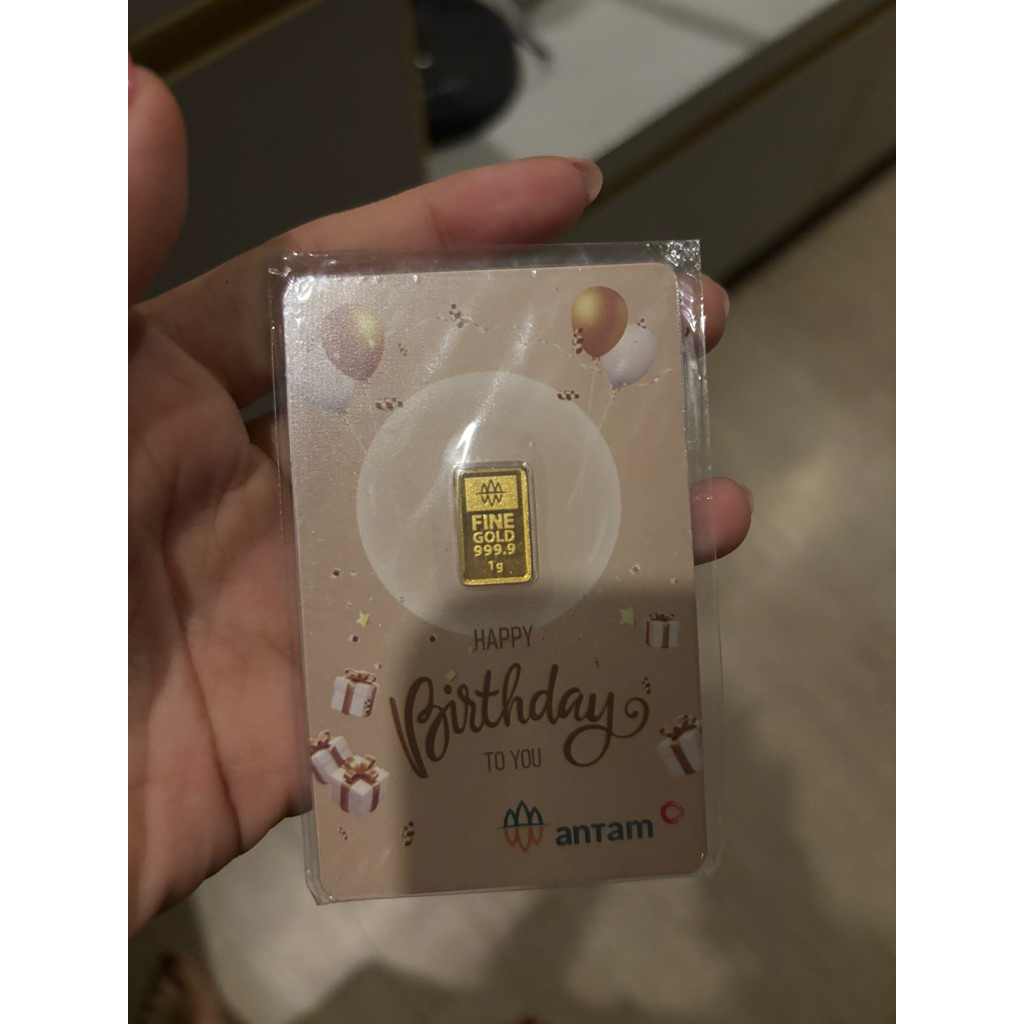 FINE
GOLD
999.9
1g
HAPPY
Birthday
TO YOU
antam